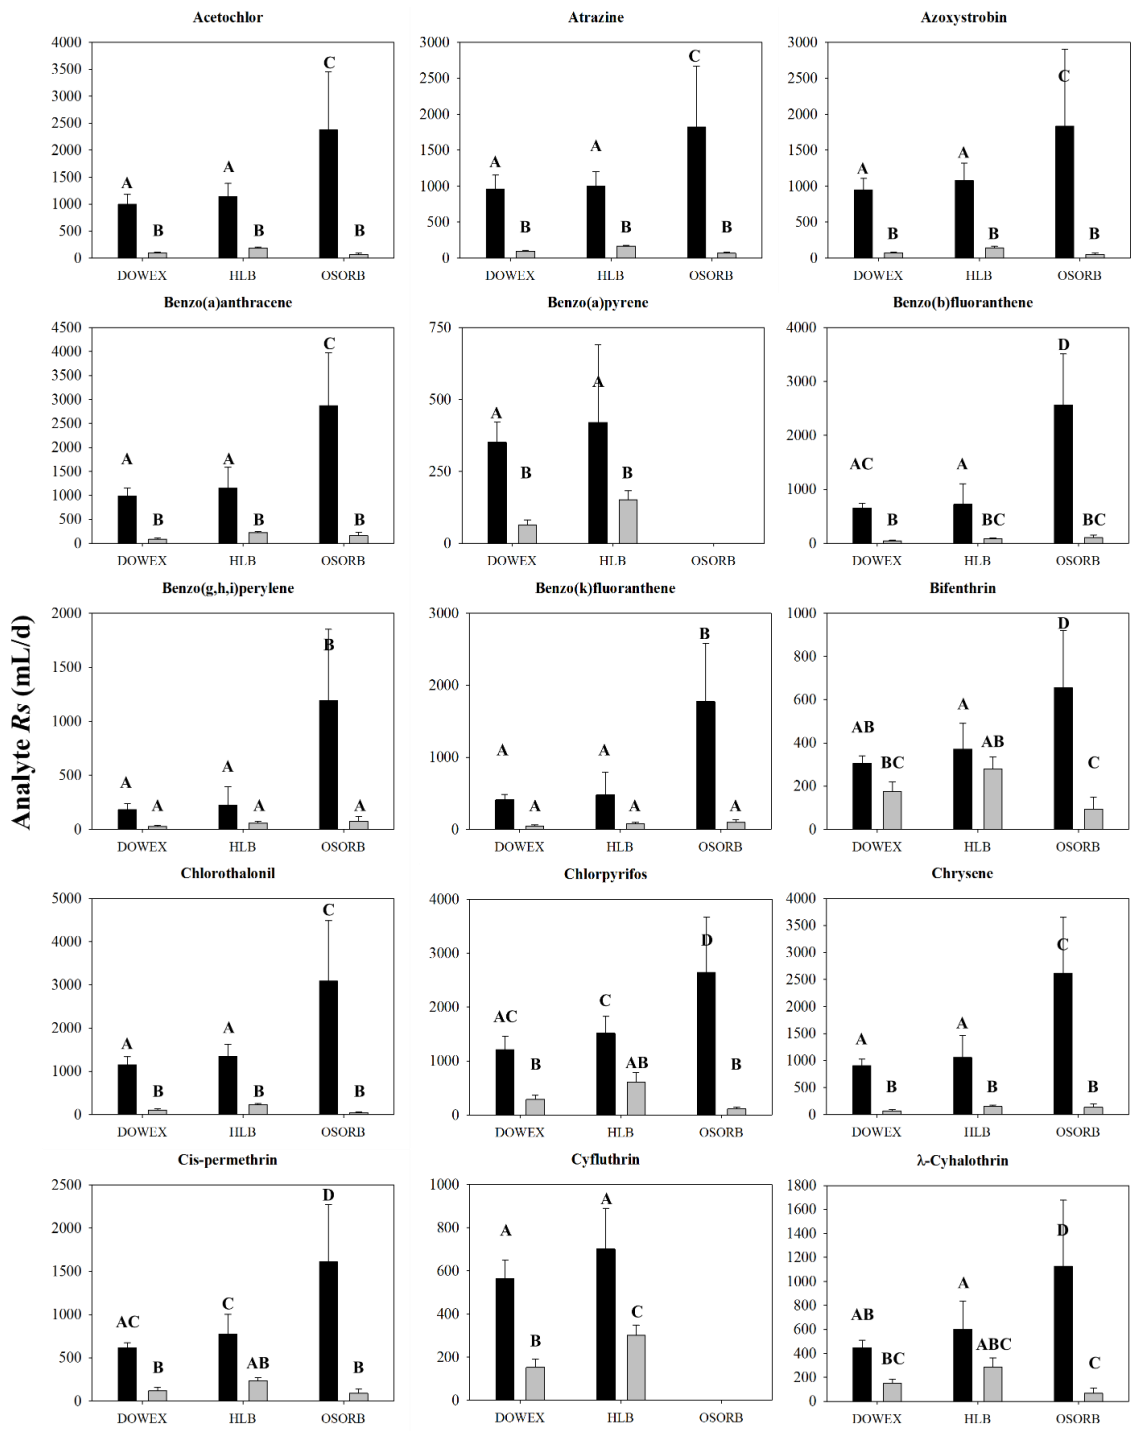 Analyte Rs (mL/d)
Acetochlor
4000
3500
3000
2500
2000
1500
1000
500
0
A
B
A
B
C
B
DOWEX HLB OSORB
Atrazine
3000
2500
2000
1500
1000
500
0
A
B
A
B
C
B
DOWEX HLB OSORB
Azoxystrobin
3000
2500
2000
1500
1000
500
0
A
B
A
B
C
B
DOWEX HLB OSORB
Benzo(a)anthracene
4500
4000
3500
3000
2500
2000
1500
1000
500
0
A
B
A
B
C
B
DOWEX HLB OSORB
Benzo(a)pyrene
750
500
250
0
A
B
A
B
DOWEX HLB OSORB
Benzo(b)fluoranthene
4000
3000
2000
1000
0
AC
B
A
BC
D
BC
DOWEX HLB OSORB
Benzo(g,h,i)perylene
2000
1500
1000
500
0
A
A
A
A
B
A
DOWEX HLB OSORB
Benzo(k)fluoranthene
3000
2000
1000
0
A
A
A
A
B
A
DOWEX HLB OSORB
Bifenthrin
1000
800
600
400
200
0
AB
BC
A
AB
D
C
DOWEX HLB OSORB
Chlorothalonil
5000
4000
3000
2000
1000
0
A
B
A
B
C
B
DOWEX HLB OSORB
Chlorpyrifos
4000
3000
2000
1000
0
AC
B
C
AB
D
B
DOWEX HLB OSORB
Chrysene
4000
3500
3000
2500
2000
1500
1000
500
0
A
B
A
B
C
B
DOWEX HLB OSORB
Cis-permethrin
2500
2000
1500
1000
500
0
AC
B
C
AB
D
B
DOWEX HLB OSORB
Cyfluthrin
1000
800
600
400
200
0
A
B
A
C
DOWEX HLB OSORB
λ-Cyhalothrin
1800
1600
1400
1200
1000
800
600
400
200
0
AB
BC
A
ABC
D
C
DOWEX HLB OSORB